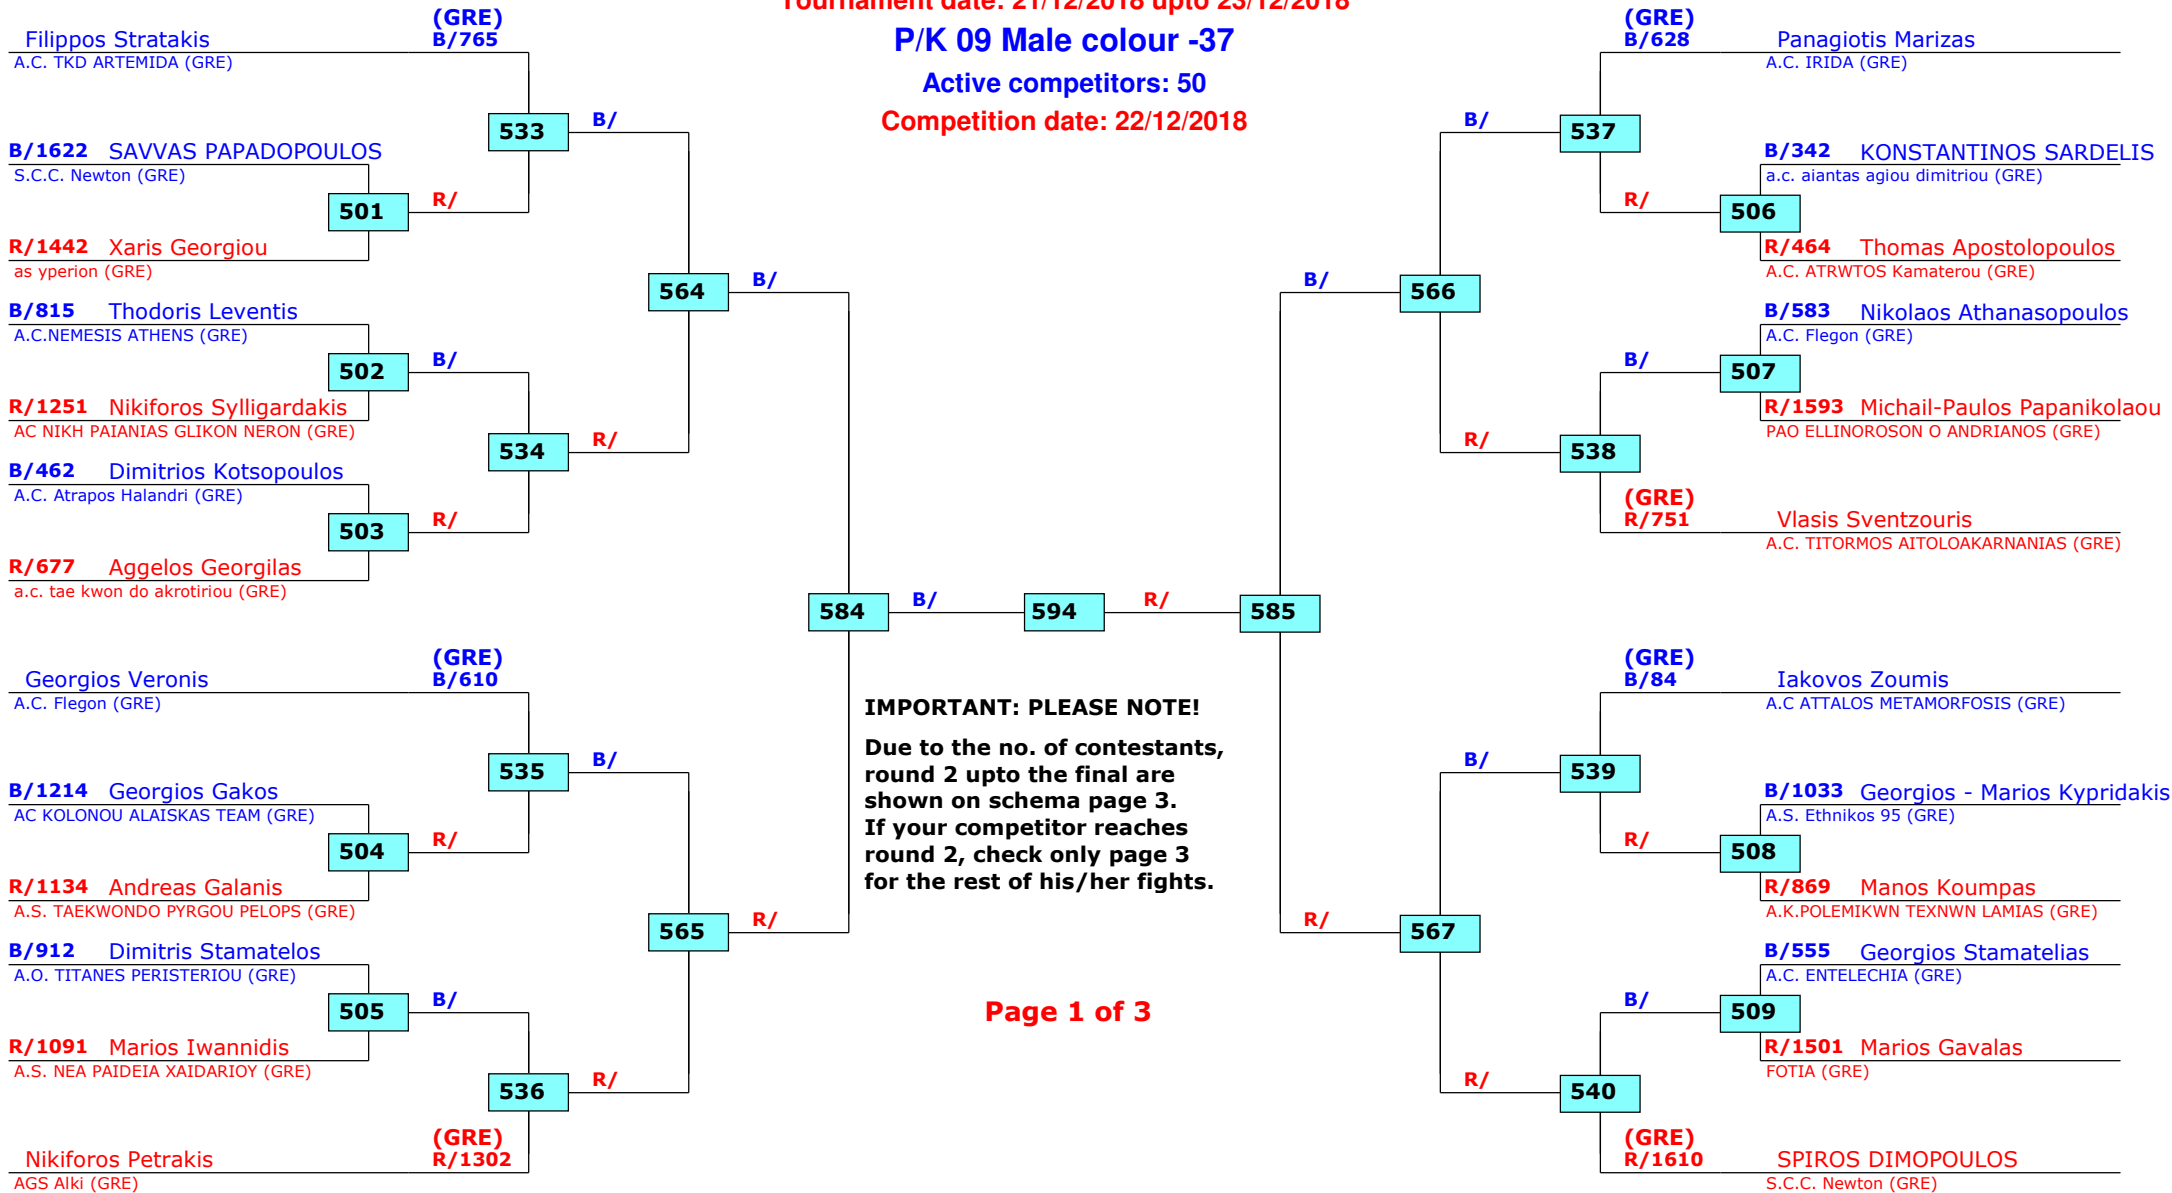 Tournament date: 21/12/2018 upto 23/12/2018
P/K 09 Male colour -37
Active competitors: 50
Competition date: 22/12/2018
(GRE)
Filippos Stratakis B/765
A.C. TKD ARTEMIDA (GRE)
533
B/
B/1622 SAVVAS PAPADOPOULOS
S.C.C. Newton (GRE)
501
R/
R/1442 Xaris Georgiou
as yperion (GRE)
564
B/
B/815 Thodoris Leventis
A.C.NEMESIS ATHENS (GRE)
502
B/
R/1251 Nikiforos Sylligardakis
AC NIKH PAIANIAS GLIKON NERON (GRE)
534
R/
B/462 Dimitrios Kotsopoulos
A.C. Atrapos Halandri (GRE)
503
R/
R/677 Aggelos Georgilas
a.c. tae kwon do akrotiriou (GRE)
584
B/
594
R/
585
(GRE)
Georgios Veronis B/610
A.C. Flegon (GRE)
535
B/
B/1214 Georgios Gakos
AC KOLONOU ALAISKAS TEAM (GRE)
504
R/
R/1134 Andreas Galanis
A.S. TAEKWONDO PYRGOU PELOPS (GRE)
565
R/
B/912 Dimitris Stamatelos
A.O. TITANES PERISTERIOU (GRE)
505
B/
R/1091 Marios Iwannidis
A.S. NEA PAIDEIA XAIDARIOY (GRE)
536
R/
(GRE)
Nikiforos Petrakis R/1302
AGS Alki (GRE)
IMPORTANT: PLEASE NOTE!
Due to the no. of contestants,
round 2 upto the final are
shown on schema page 3.
If your competitor reaches
round 2, check only page 3
for the rest of his/her fights.
Page 1 of 3
(GRE)
B/628 Panagiotis Marizas
A.C. IRIDA (GRE)
B/
537
B/342 KONSTANTINOS SARDELIS
a.c. aiantas agiou dimitriou (GRE)
R/
506
R/464 Thomas Apostolopoulos
A.C. ATRWTOS Kamaterou (GRE)
B/
566
B/583 Nikolaos Athanasopoulos
A.C. Flegon (GRE)
B/
507
R/1593 Michail-Paulos Papanikolaou
PAO ELLINOROSON O ANDRIANOS (GRE)
R/
538
(GRE)
R/751 Vlasis Sventzouris
A.C. TITORMOS AITOLOAKARNANIAS (GRE)
(GRE)
B/84 Iakovos Zoumis
A.C ATTALOS METAMORFOSIS (GRE)
B/
539
B/1033 Georgios - Marios Kypridakis
A.S. Ethnikos 95 (GRE)
R/
508
R/869 Manos Koumpas
A.K.POLEMIKWN TEXNWN LAMIAS (GRE)
R/
567
B/555 Georgios Stamatelias
A.C. ENTELECHIA (GRE)
B/
509
R/1501 Marios Gavalas
FOTIA (GRE)
R/
540
(GRE)
R/1610 SPIROS DIMOPOULOS
S.C.C. Newton (GRE)